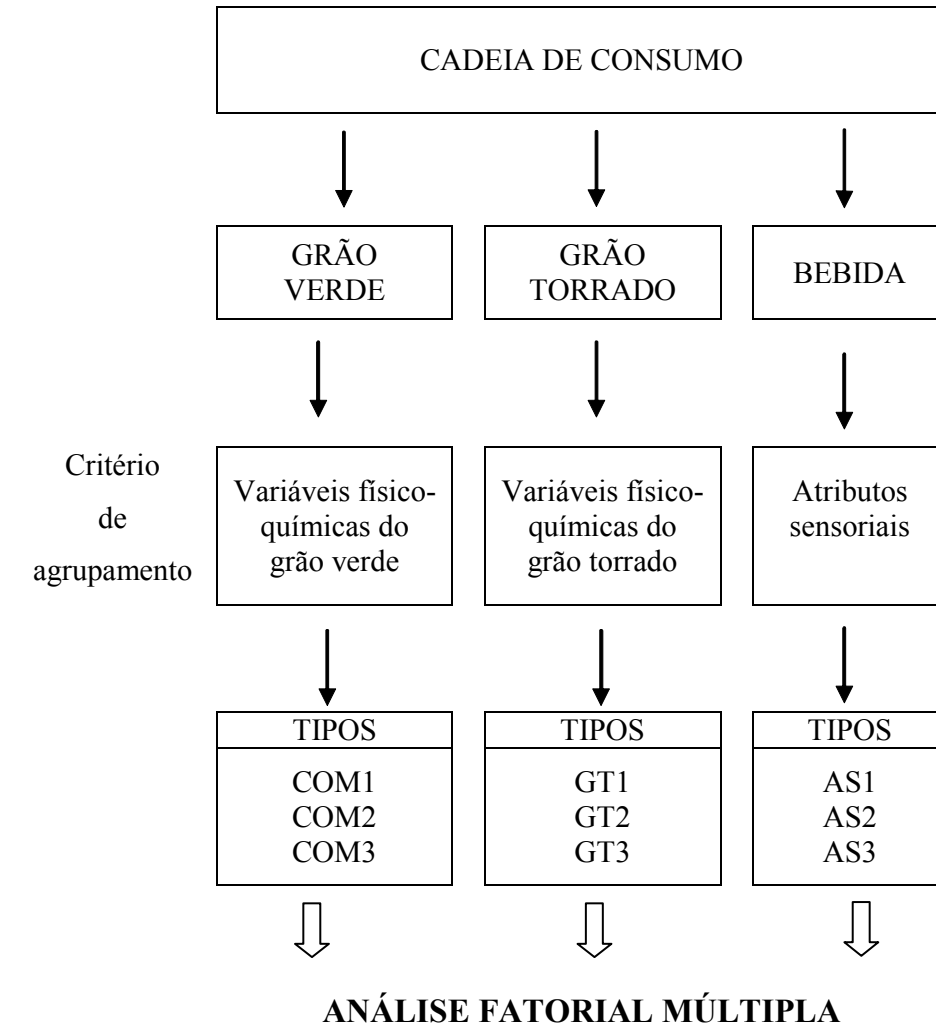 CADEIA DE CONSUMO
GRÃO
VERDE
GRÃO
TORRADO
BEBIDA
Critério
de
agrupamento
Variáveis físico-
químicas do
grão verde
Variáveis físico-
químicas do
grão torrado
Atributos
sensoriais
TIPOS
COM1
COM2
COM3
TIPOS
GT1
GT2
GT3
TIPOS
AS1
AS2
AS3
ANÁLISE FATORIAL MÚLTIPLA